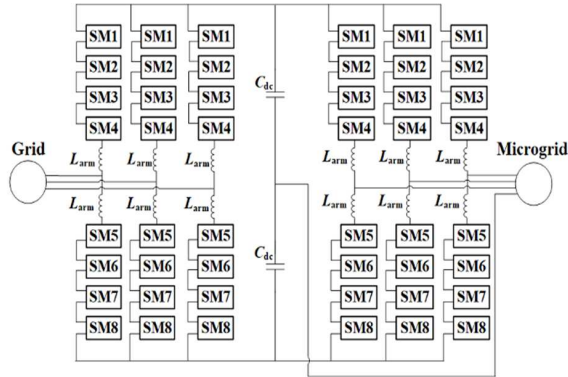 SM1 SM1 SM1 SM1 SM1 SM1
SM2 SM2 SM2 SM2 SM2 SM2
Cdc
SM3 SM3 SM3 SM3 SM3 SM3
SM4 SM4 SM4 SM4 SM4 SM4
Grid Microgrid
Larm Larm Larm Larm Larm Larm
Larm Larm Larm Larm Larm Larm
SM5 SM5 SM5 SM5 SM5 SM5
Cdc
SM6 SM6 SM6 SM6 SM6 SM6
SM7 SM7 SM7 SM7 SM7 SM7
SM8 SM8 SM8 SM8 SM8 SM8